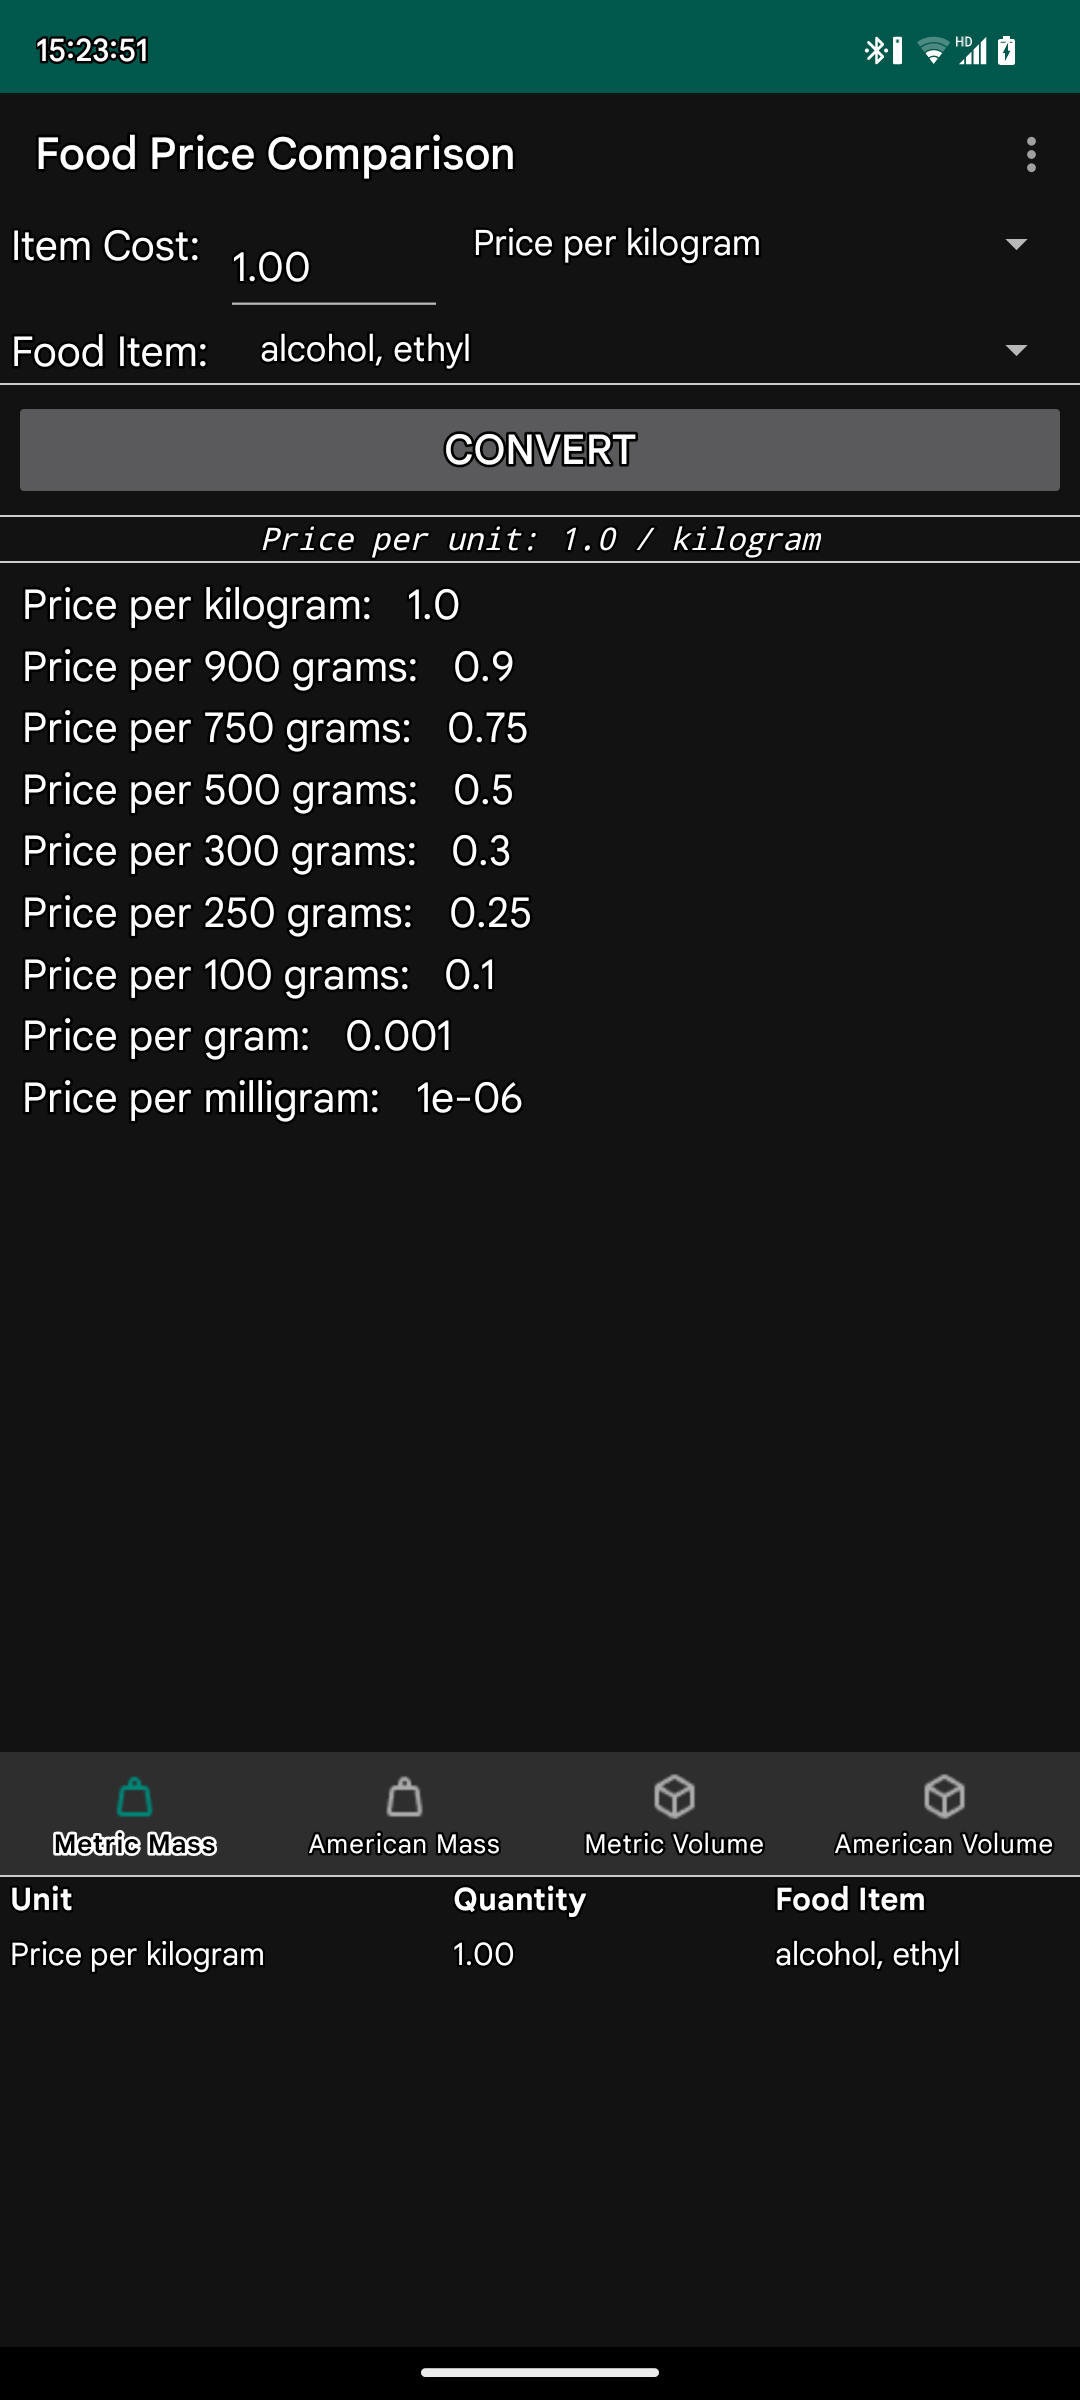 15:23:51
HD
Food Price Comparison
Item Cost: 1.00 Price per kilogram
Food Item: alcohol, ethyl
CONVERT
Price per unit: 1.0 / kilogram
Price per kilogram: 1.0
Price per 900 grams: 0.9
Price per 750 grams: 0.75
Price per 500 grams: 0.5
Price per 300 grams: 0.3
Price per 250 grams: 0.25
Price per 100 grams: 0.1
Price per gram: 0.001
Price per milligram: 1e-06
Metric Mass American Mass Metric Volume American Volume
Unit Quantity Food Item
Price per kilogram 1.00 alcohol, ethyl